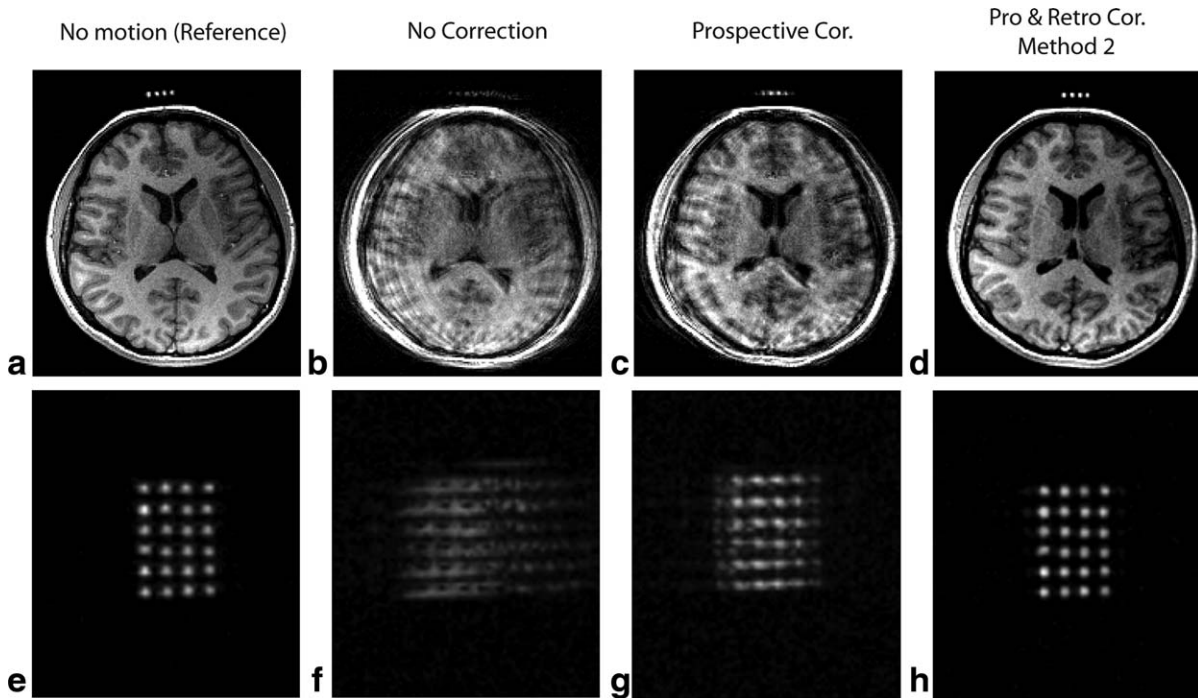 No motion (Reference)
No Correction
Prospective Cor.
Pro & Retro Cor.
Method 2
a
b
c
d
e
f
g
h